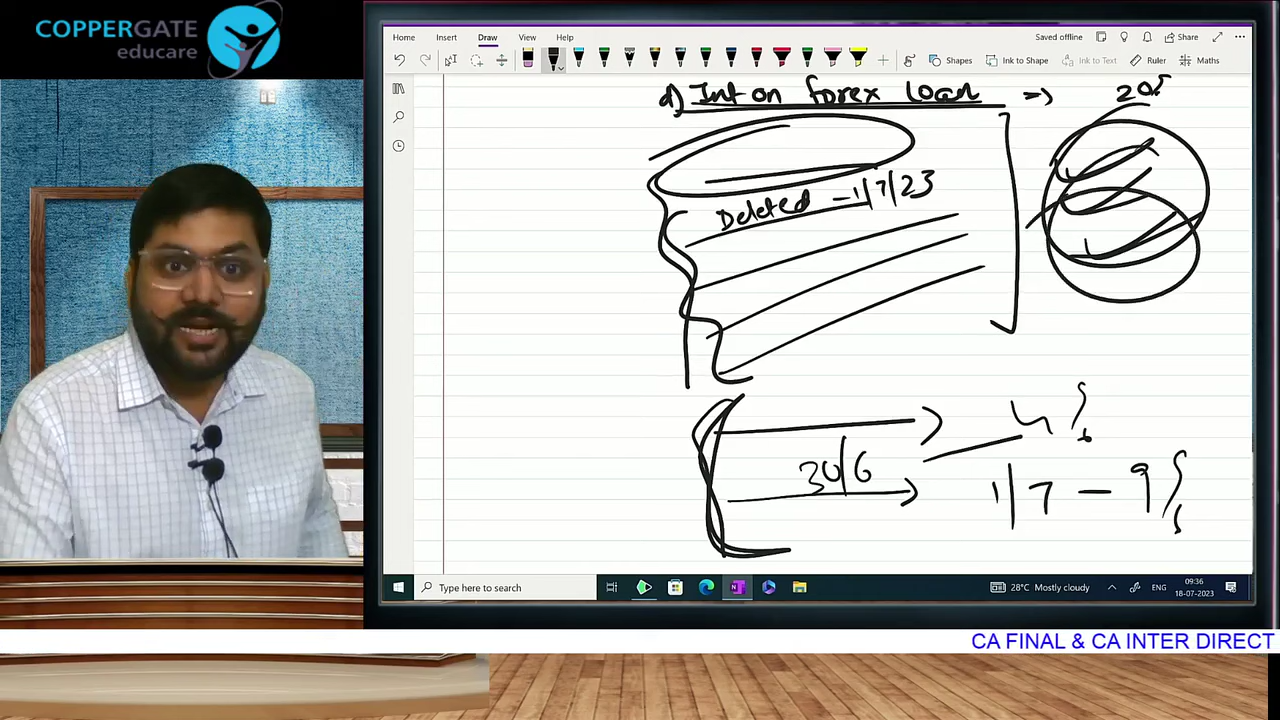 COPPERGATE
educare
Home Insert Draw View Help
Saved offline
Share
Shapes
Ink to Shape
Ink to Text
Ruler
Maths
d) Int on forex loan => 20%
Deleted - 1/7/23
4%
30/6
1/7 - 9%
Type here to search
28°C Mostly cloudy
ENG
09:36
18-07-2023
CA FINAL & CA INTER DIRECT